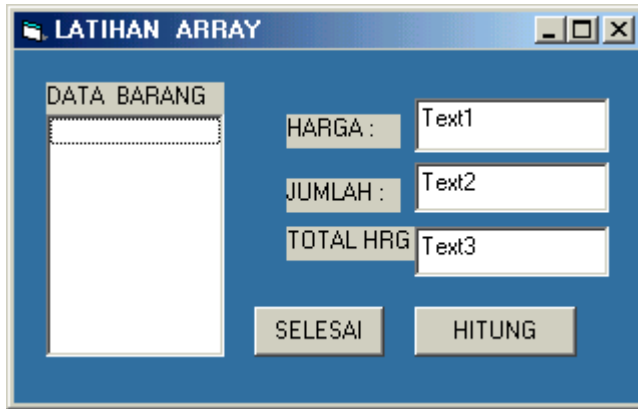 LATIHAN ARRAY
DATA BARANG
HARGA :
Text1
JUMLAH :
Text2
TOTAL HRG
Text3
SELESAI
HITUNG